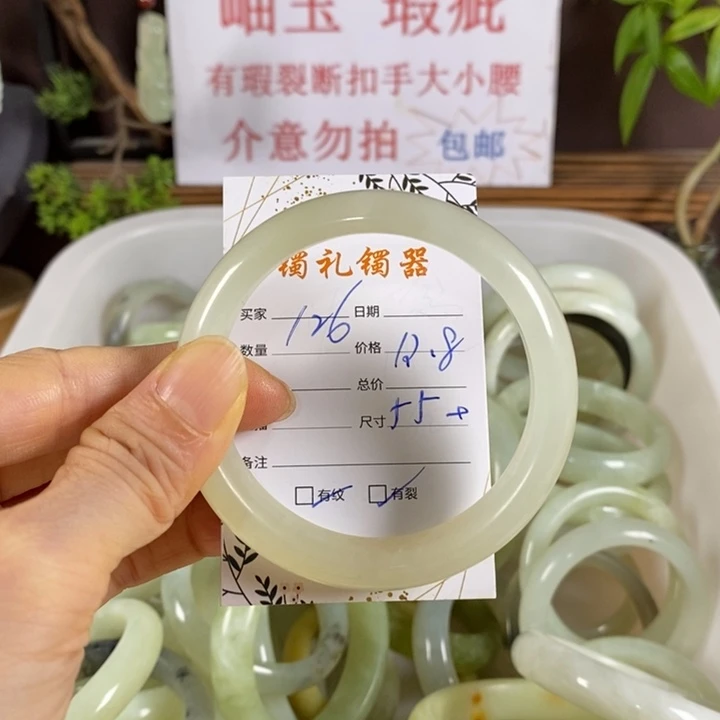 岫玉 瑕疵
有瑕裂断扣手大小腰
介意勿拍 包邮
镯礼镯器
买家 126 日期
数量 价格 12.8
总价
尺寸 55+
备注
有纹 有裂